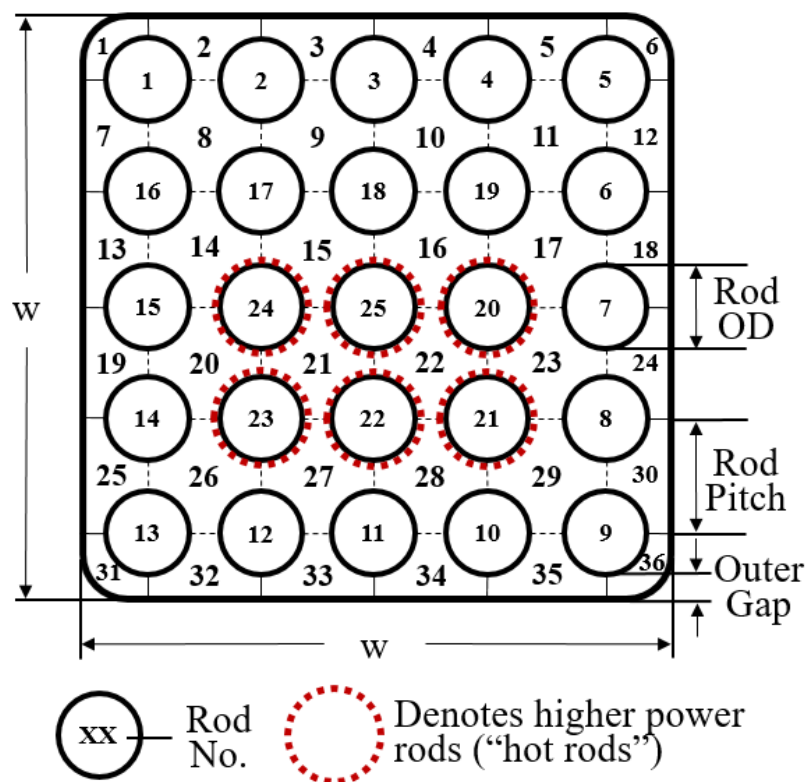 1 2 3 4 5 6
1 2 3 4 5
7 8 9 10 11 12
16 17 18 19 6
13 14 15 16 17 18
w
15 24 25 20 7
Rod
OD
19 20 21 22 23 24
14 23 22 21 8
25 26 27 28 29 30
Rod
Pitch
13 12 11 10 9
31 32 33 34 35 36
Outer
Gap
w
XX
Rod
No.
Denotes higher power
rods (“hot rods”)